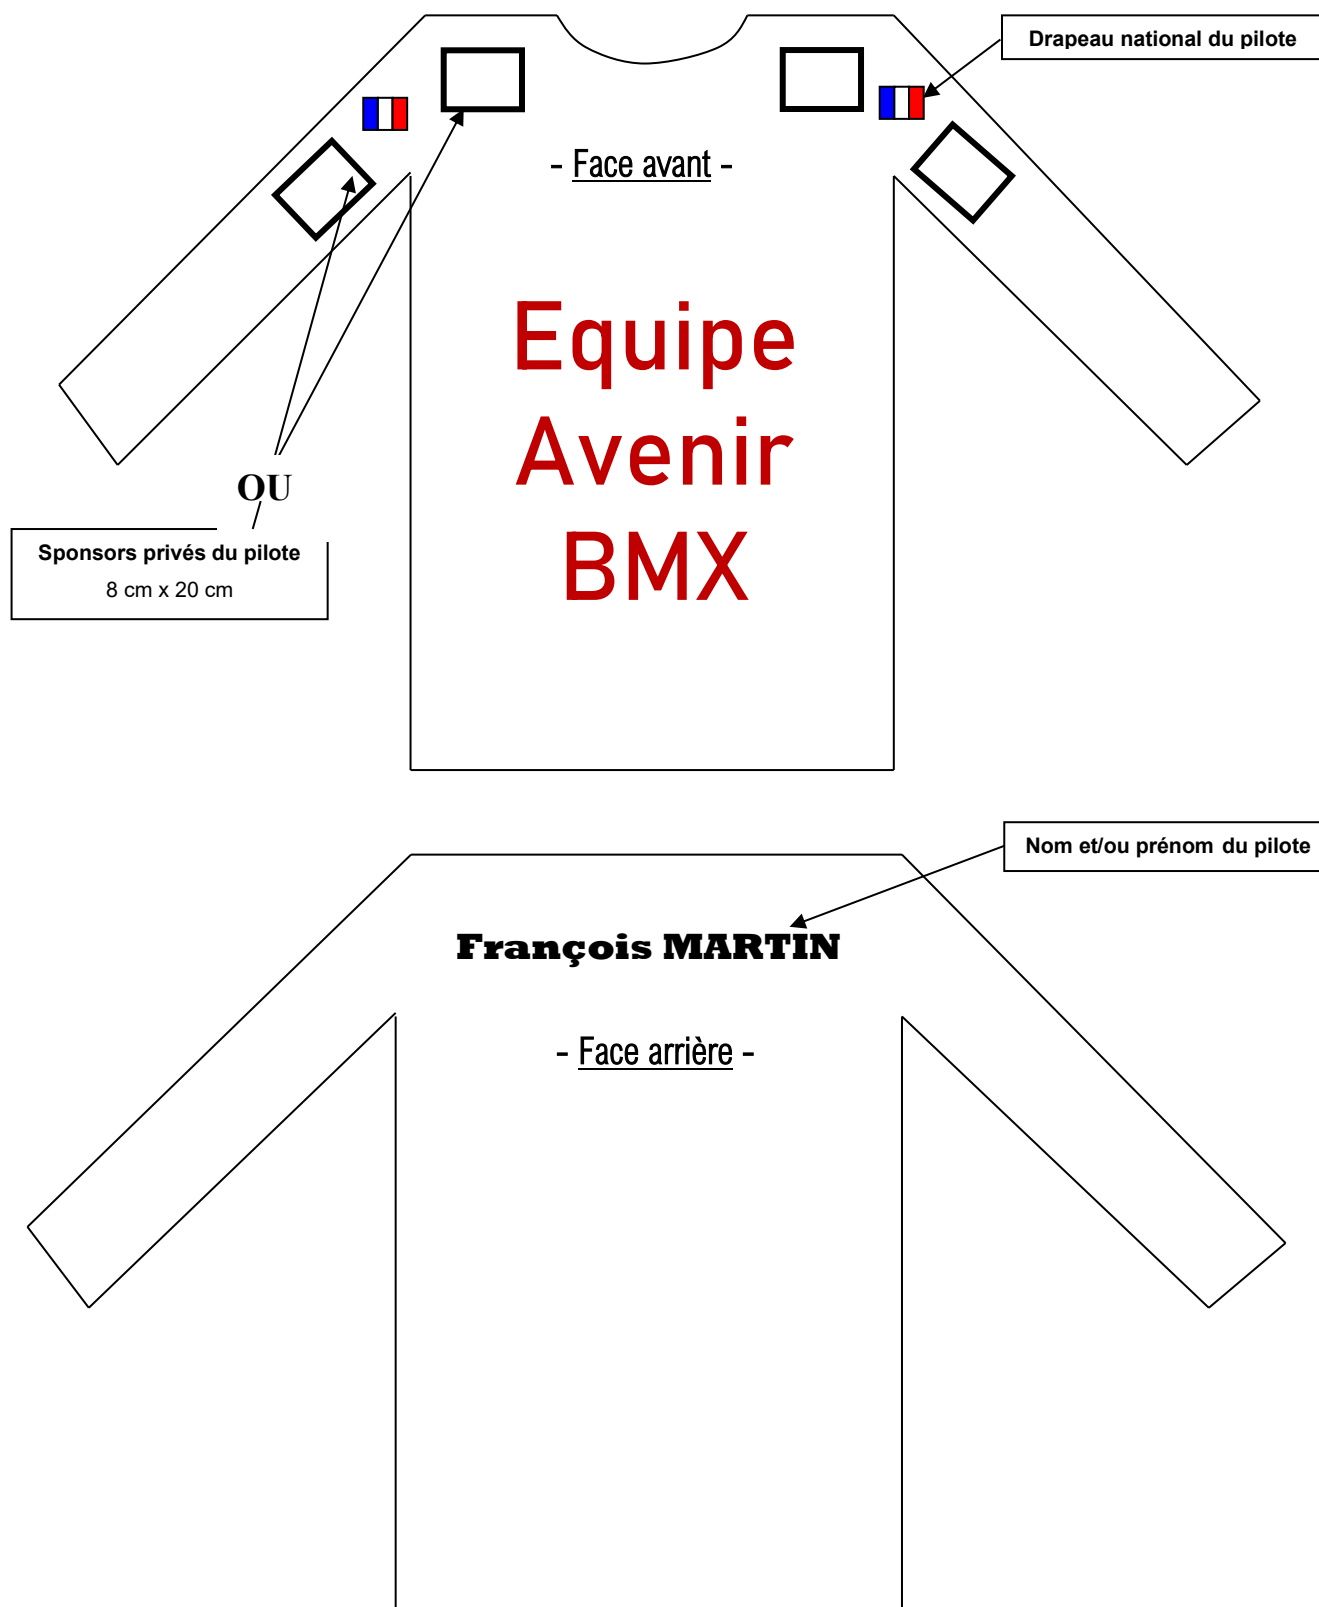 Drapeau national du pilote
- Face avant -
Equipe
Avenir
BMX
OU
Sponsors privés du pilote
8 cm x 20 cm
Nom et/ou prénom du pilote
François MARTIN
- Face arrière -